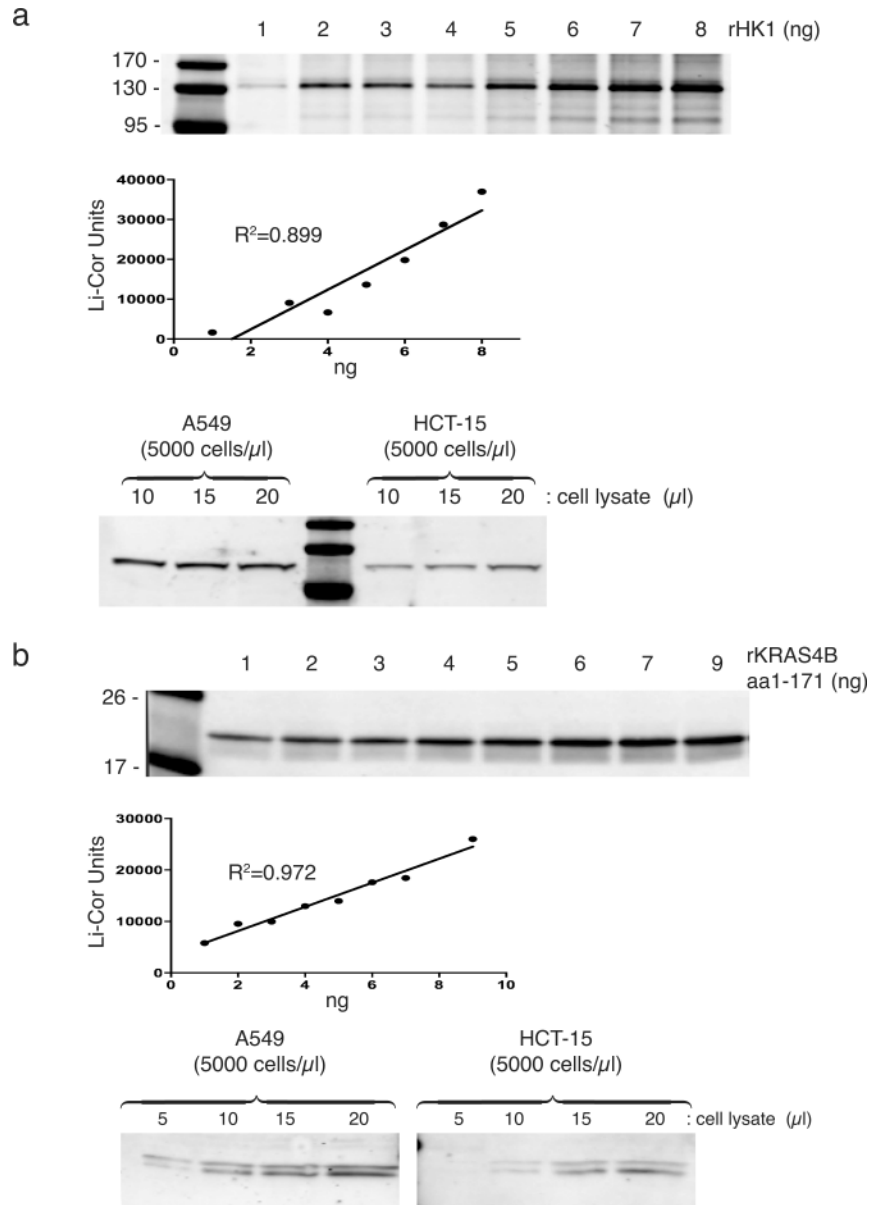 a
1 2 3 4 5 6 7 8 rHK1 (ng)
170 -
130 -
95 -
40000
30000
20000
10000
0
Li-Cor Units
R²=0.899
0 2 4 6 8
ng
A549 HCT-15
(5000 cells/µl) (5000 cells/µl)
10 15 20 10 15 20 : cell lysate (µl)
b
1 2 3 4 5 6 7 9 rKRAS4B
aa1-171 (ng)
26 -
17 -
30000
20000
10000
0
Li-Cor Units
R²=0.972
0 2 4 6 8 10
ng
A549 HCT-15
(5000 cells/µl) (5000 cells/µl)
5 10 15 20 5 10 15 20 : cell lysate (µl)